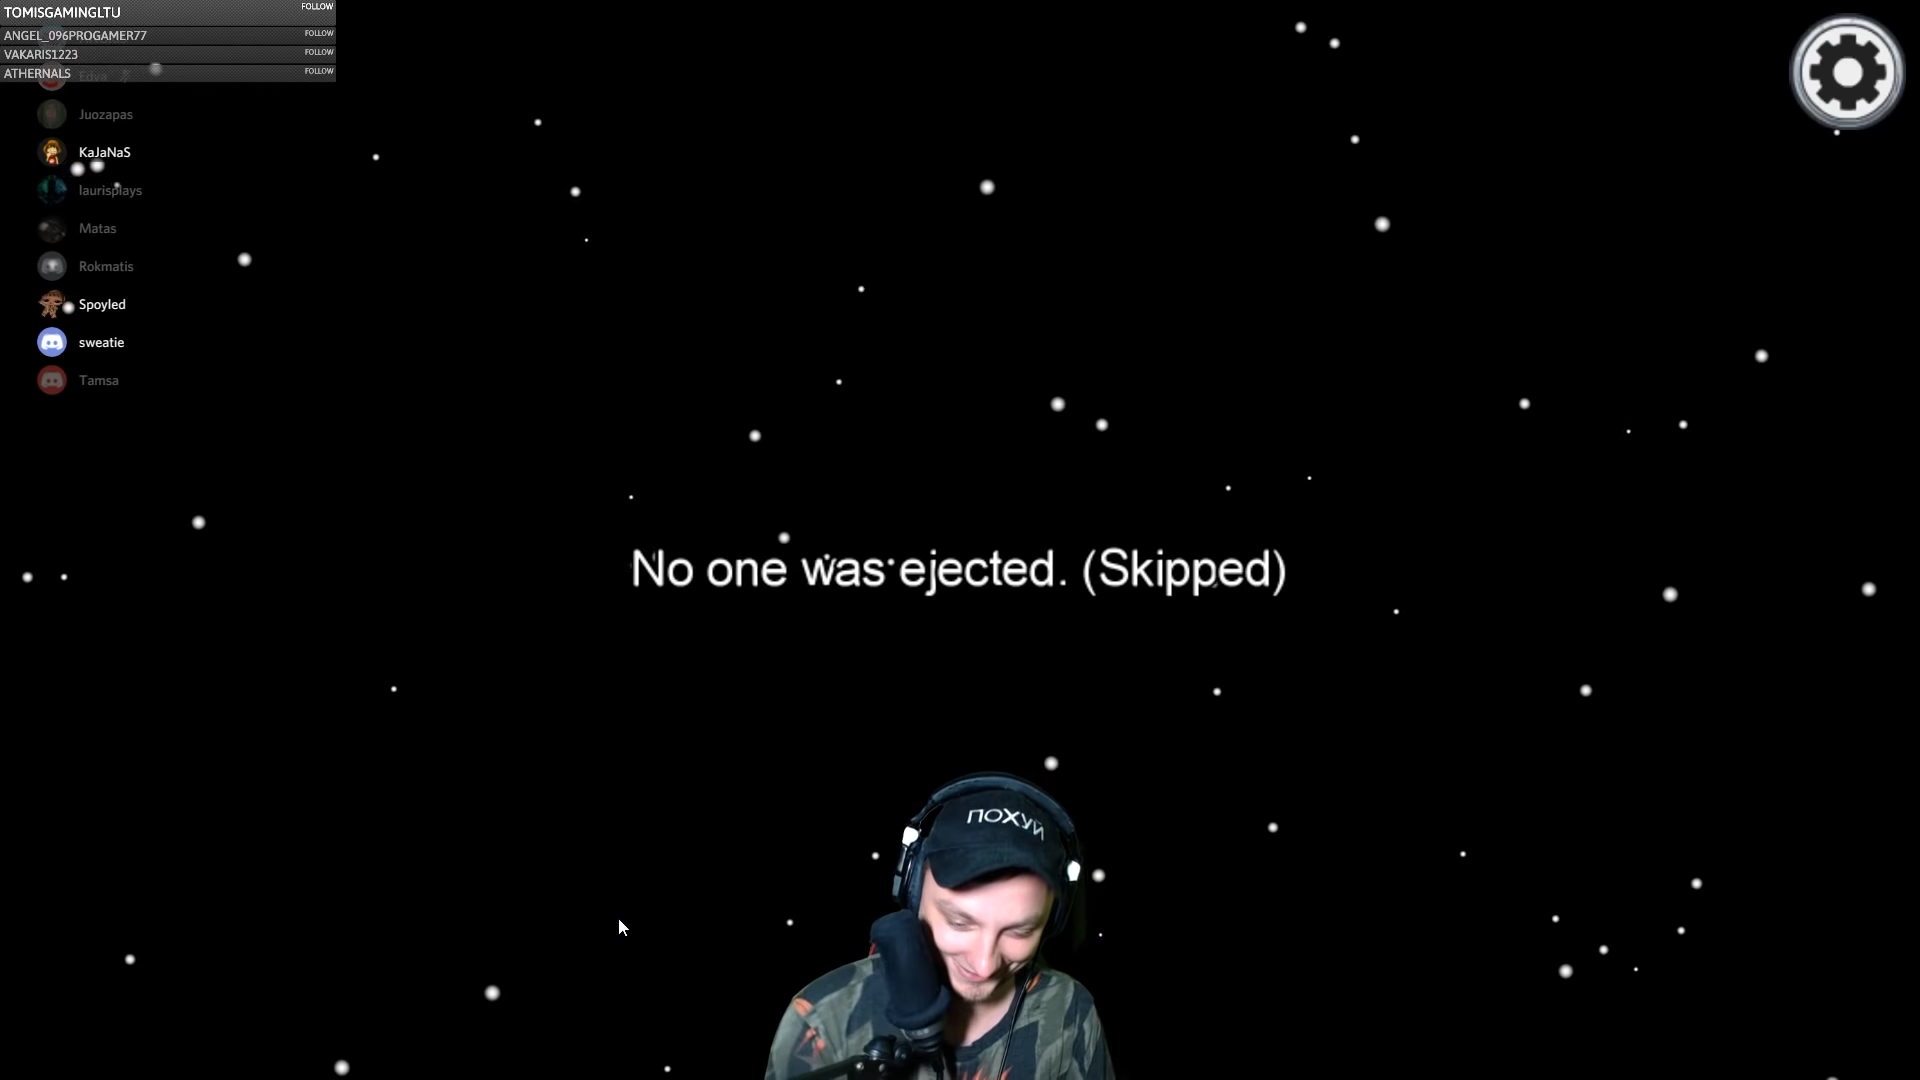 TOMISGAMINGLTU FOLLOW
ANGEL_096PROGAMER77 FOLLOW
VAKARIS1223 FOLLOW
ATHERNALS FOLLOW
Edva
Juozapas
KaJaNaS
laurisplays
Matas
Rokmatis
Spoyled
sweatie
Tamsa
No one was ejected. (Skipped)
ПОХУЙ